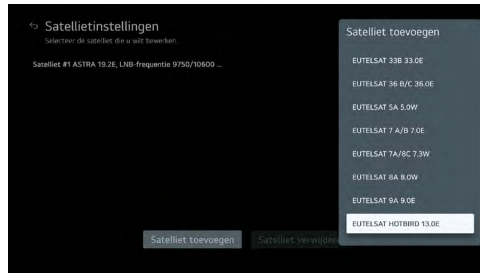 Satellietinstellingen
Selecteer de satelliet die u wilt bewerken.
Satelliet #1 ASTRA 19.2E, LNB-frequentie 9750/10600 ...
Satelliet toevoegen
Satelliet verwijder
Satelliet toevoegen
EUTELSAT 33B 33.0E
EUTELSAT 36 B/C 36.0E
EUTELSAT 5A 5.0W
EUTELSAT 7 A/B 7.0E
EUTELSAT 7A/8C 7.3W
EUTELSAT 8A 8.0W
EUTELSAT 9A 9.0E
EUTELSAT HOTBIRD 13.0E